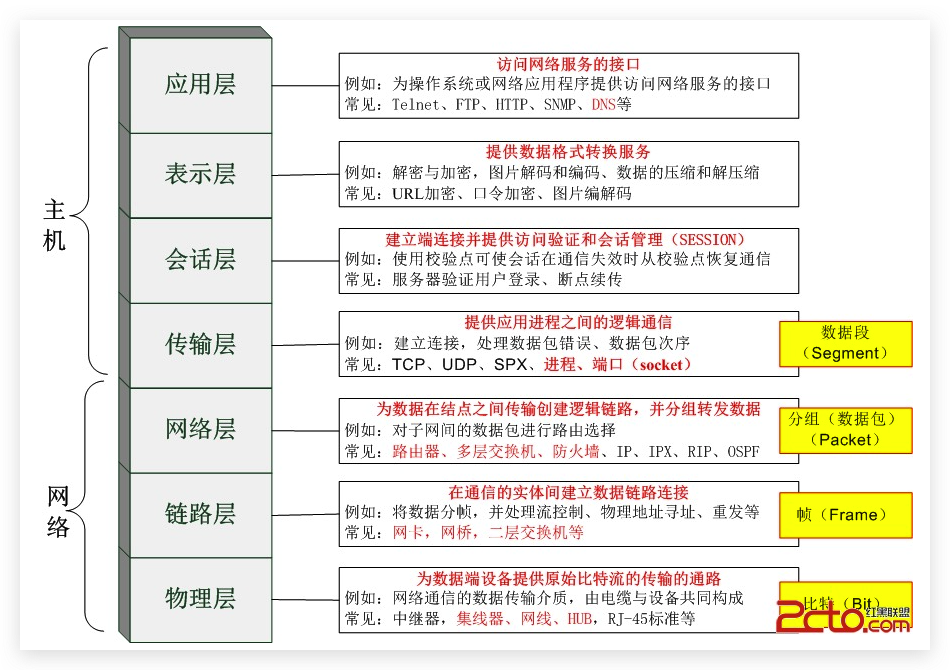 主机
应用层
访问网络服务的接口
例如：为操作系统或网络应用程序提供访问网络服务的接口
常见：Telnet、FTP、HTTP、SNMP、DNS等
表示层
提供数据格式转换服务
例如：解密与加密，图片解码和编码、数据的压缩和解压缩
常见：URL加密、口令加密、图片编解码
会话层
建立端连接并提供访问验证和会话管理（SESSION）
例如：使用校验点可使会话在通信失效时从校验点恢复通信
常见：服务器验证用户登录、断点续传
传输层
提供应用进程之间的逻辑通信
例如：建立连接，处理数据包错误、数据包次序
常见：TCP、UDP、SPX、进程、端口（socket）
数据段
（Segment）
网络
网络层
为数据在结点之间传输创建逻辑链路，并分组转发数据
例如：对子网间的数据包进行路由选择
常见：路由器、多层交换机、防火墙、IP、IPX、RIP、OSPF
分组（数据包）
（Packet）
链路层
在通信的实体间建立数据链路连接
例如：将数据分帧，并处理流控制、物理地址寻址、重发等
常见：网卡，网桥，二层交换机等
帧（Frame）
物理层
为数据端设备提供原始比特流的传输的通路
例如：网络通信的数据传输介质，由电缆与设备共同构成
常见：中继器，集线器、网线、HUB，RJ-45标准等
比特（Bit）
2cto.com
红黑联盟